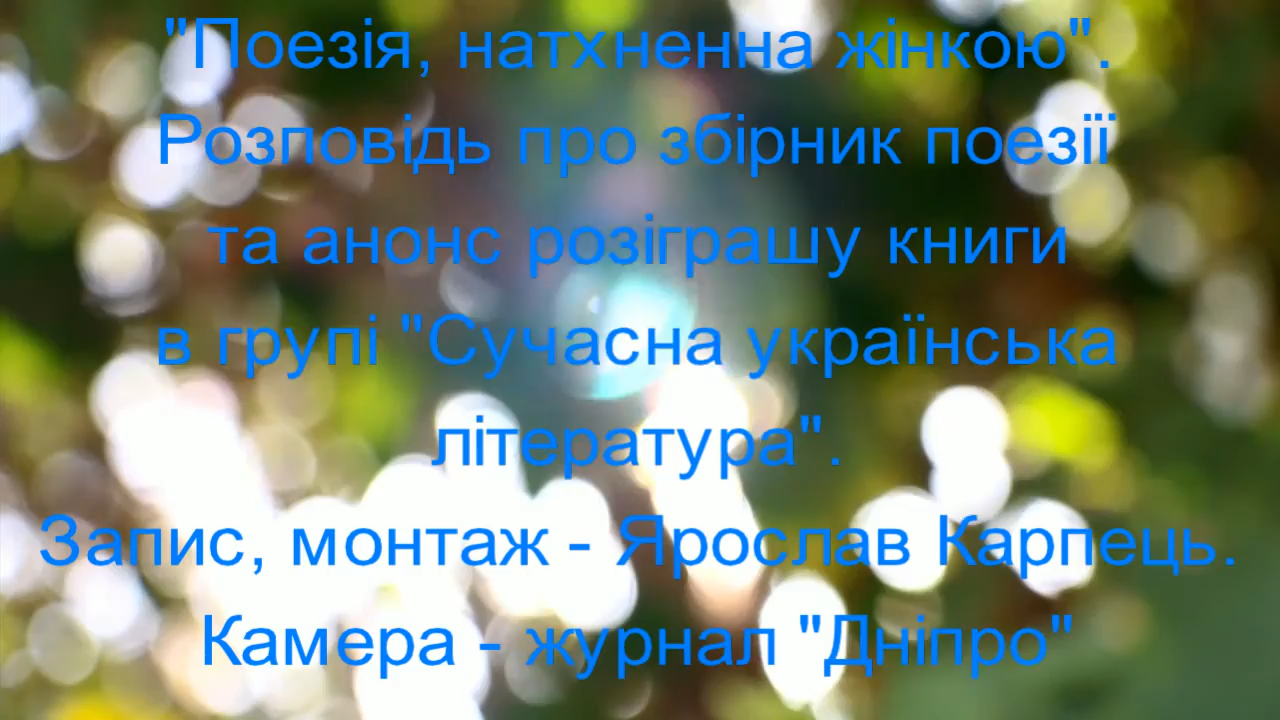 "Поезія, натхненна жінкою".
Розповідь про збірник поезії
та анонс розіграшу книги
в групі "Сучасна українська
література".
Запис, монтаж - Ярослав Карпець.
Камера - журнал "Дніпро"